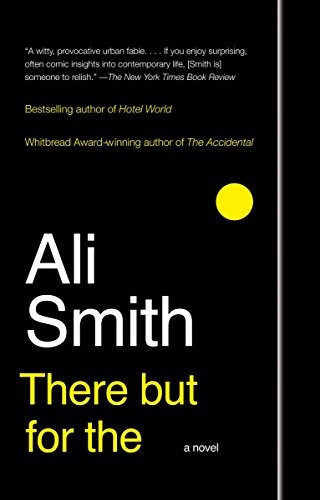 “A witty, provocative urban fable. . . . If you enjoy surprising,
often comic insights into contemporary life, [Smith is]
someone to relish.” —The New York Times Book Review
Bestselling author of Hotel World
Whitbread Award-winning author of The Accidental
Ali
Smith
There but
for the
a novel